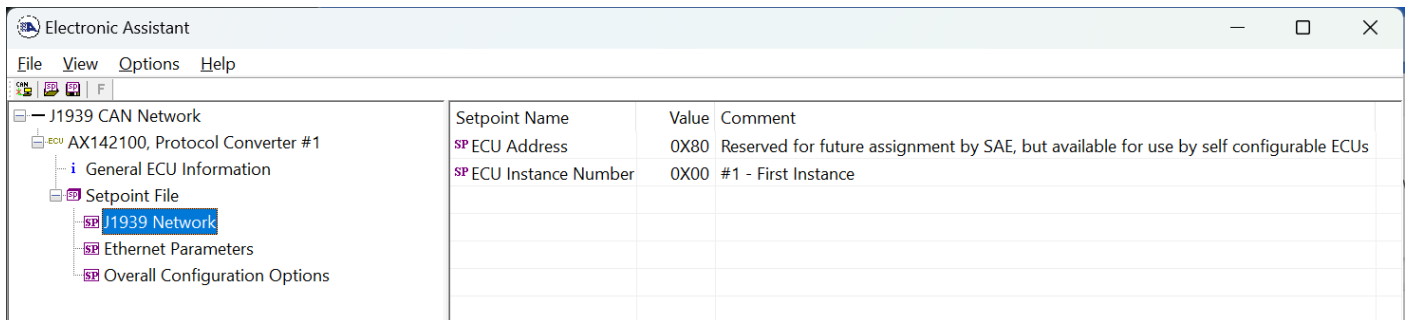 Electronic Assistant
File View Options Help
CAN SP SP F
J1939 CAN Network
ECU AX142100, Protocol Converter #1
i General ECU Information
SP Setpoint File
SP J1939 Network
SP Ethernet Parameters
SP Overall Configuration Options
Setpoint Name Value Comment
SP ECU Address 0X80 Reserved for future assignment by SAE, but available for use by self configurable ECUs
SP ECU Instance Number 0X00 #1 - First Instance